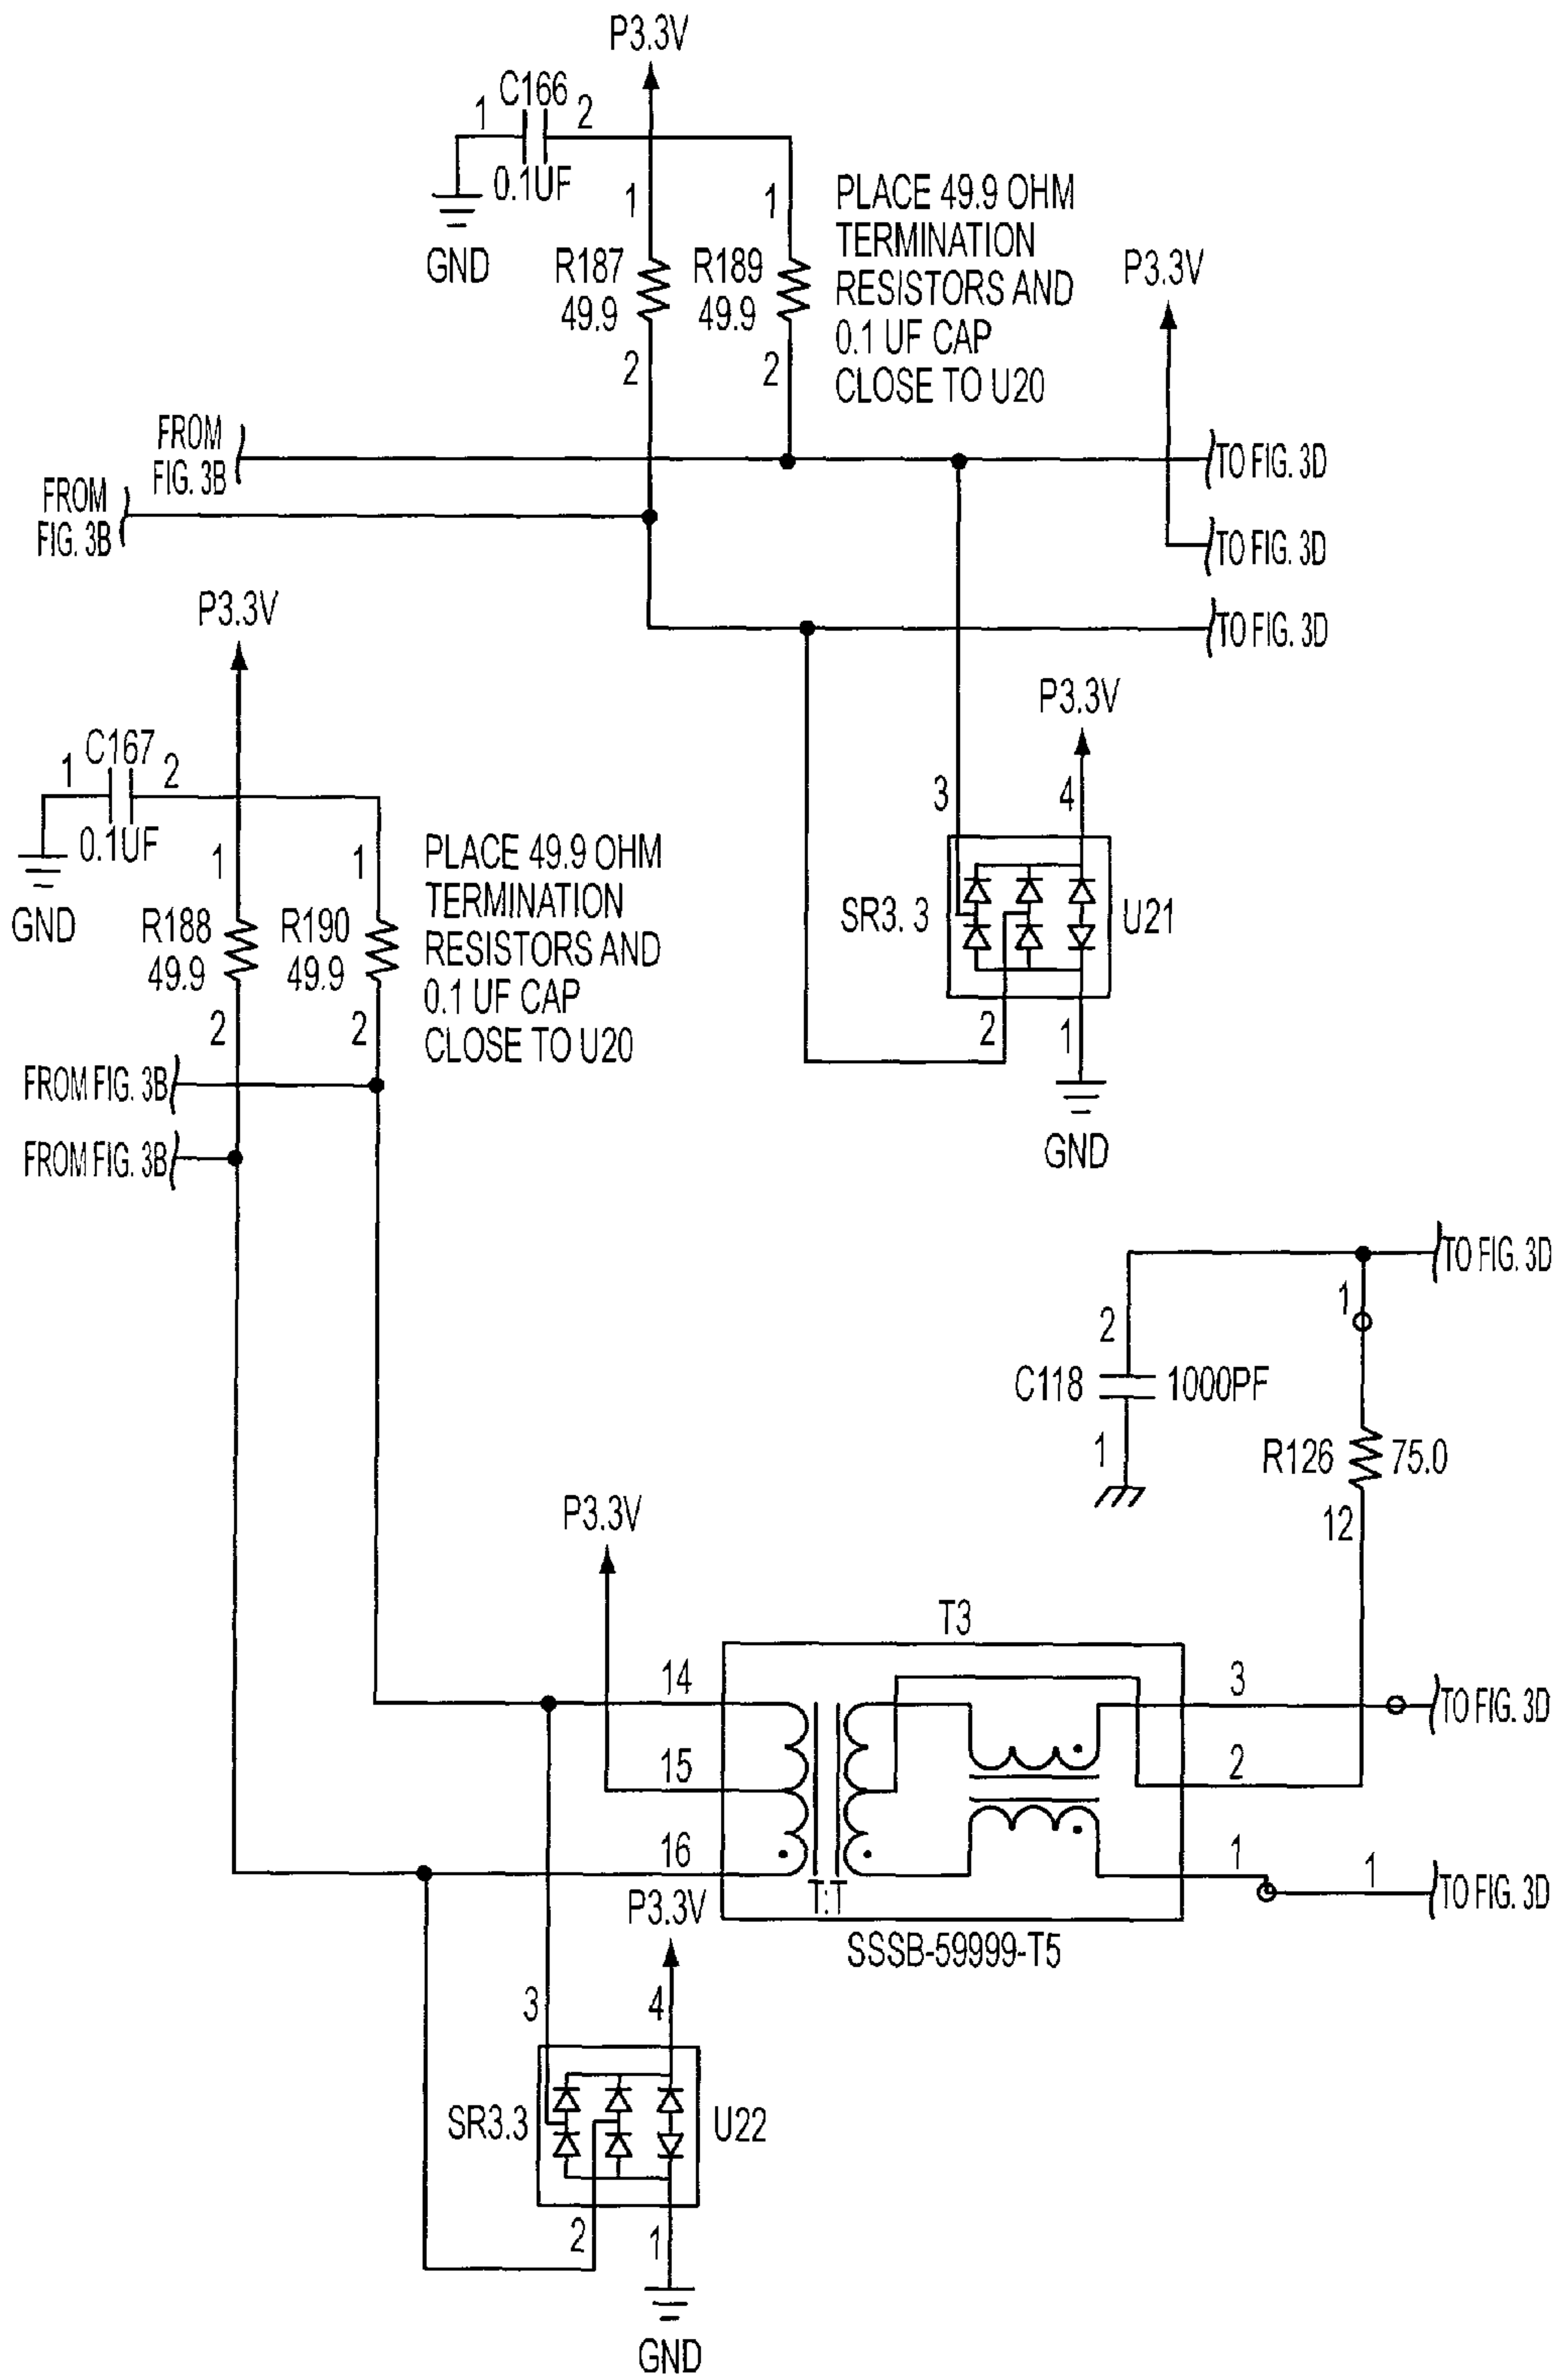 P3.3V
C166
1
2
0.1UF
GND
1
1
R187
49.9
R189
49.9
2
2
PLACE 49.9 OHM
TERMINATION
RESISTORS AND
0.1 UF CAP
CLOSE TO U20
P3.3V
FROM
FIG. 3B
TO FIG. 3D
FROM
FIG. 3B
TO FIG. 3D
TO FIG. 3D
P3.3V
P3.3V
C167
1
2
0.1UF
GND
1
1
R188
49.9
R190
49.9
2
2
PLACE 49.9 OHM
TERMINATION
RESISTORS AND
0.1 UF CAP
CLOSE TO U20
3
4
SR3. 3
U21
2
1
GND
FROM FIG. 3B
FROM FIG. 3B
TO FIG. 3D
1
2
C118
1000PF
1
R126
75.0
12
P3.3V
T3
14
3
TO FIG. 3D
15
2
16
1
1
TO FIG. 3D
T:T
SSSB-59999-T5
P3.3V
3
4
SR3.3
U22
2
1
GND